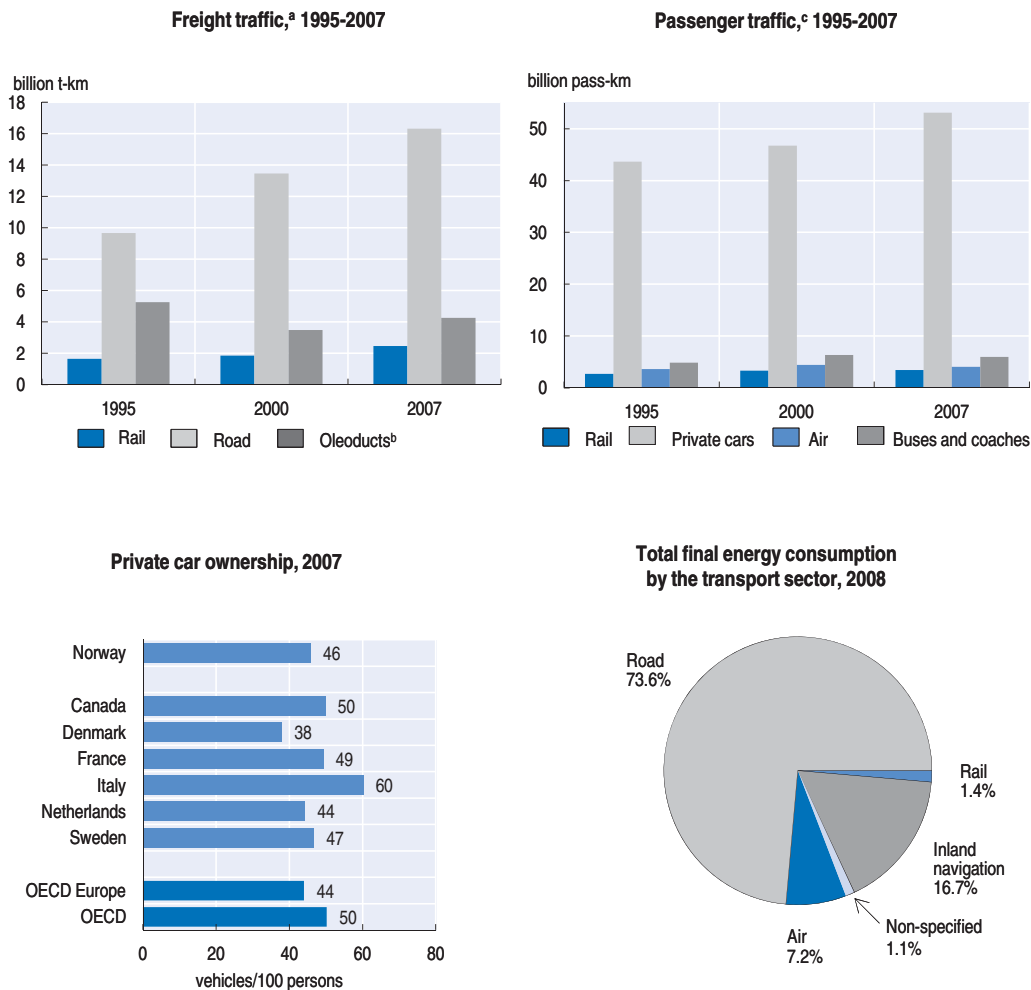 Freight traffic,ᵃ 1995-2007
billion t-km
18
16
14
12
10
8
6
4
2
0
1995
2000
2007
Rail
Road
Oleoductsᵇ
Passenger traffic,ᶜ 1995-2007
billion pass-km
50
40
30
20
10
0
1995
2000
2007
Rail
Private cars
Air
Buses and coaches
Private car ownership, 2007
Norway 46
Canada 50
Denmark 38
France 49
Italy 60
Netherlands 44
Sweden 47
OECD Europe 44
OECD 50
0 20 40 60 80
vehicles/100 persons
Total final energy consumption
by the transport sector, 2008
Road
73.6%
Rail
1.4%
Inland
navigation
16.7%
Non-specified
1.1%
Air
7.2%